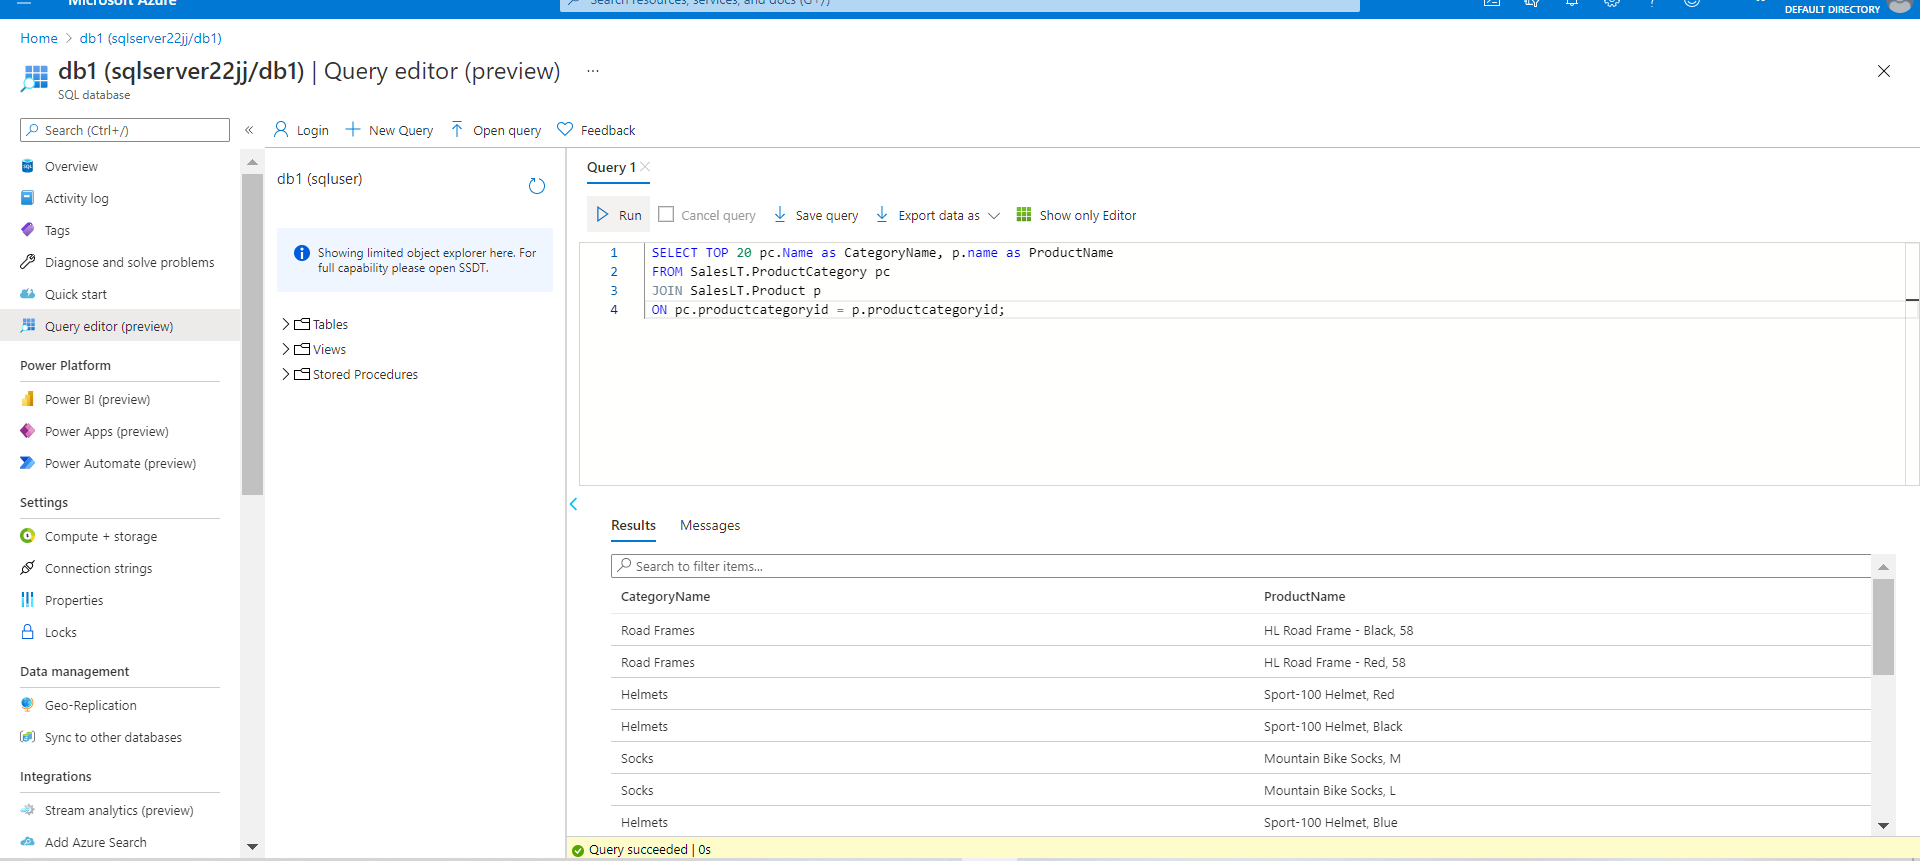 Microsoft Azure
Search resources, services, and docs (G+/)
DEFAULT DIRECTORY
Home > db1 (sqlserver22jj/db1)
db1 (sqlserver22jj/db1) | Query editor (preview) ...
SQL database
Search (Ctrl+/)
«
Login
New Query
Open query
Feedback
Overview
Activity log
Tags
Diagnose and solve problems
Quick start
Query editor (preview)
Power Platform
Power BI (preview)
Power Apps (preview)
Power Automate (preview)
Settings
Compute + storage
Connection strings
Properties
Locks
Data management
Geo-Replication
Sync to other databases
Integrations
Stream analytics (preview)
Add Azure Search
db1 (sqluser)
Showing limited object explorer here. For
full capability please open SSDT.
Tables
Views
Stored Procedures
Query 1
Run
Cancel query
Save query
Export data as
Show only Editor
1 SELECT TOP 20 pc.Name as CategoryName, p.name as ProductName
2 FROM SalesLT.ProductCategory pc
3 JOIN SalesLT.Product p
4 ON pc.productcategoryid = p.productcategoryid;
Results Messages
Search to filter items...
CategoryName ProductName
Road Frames HL Road Frame - Black, 58
Road Frames HL Road Frame - Red, 58
Helmets Sport-100 Helmet, Red
Helmets Sport-100 Helmet, Black
Socks Mountain Bike Socks, M
Socks Mountain Bike Socks, L
Helmets Sport-100 Helmet, Blue
Query succeeded | 0s